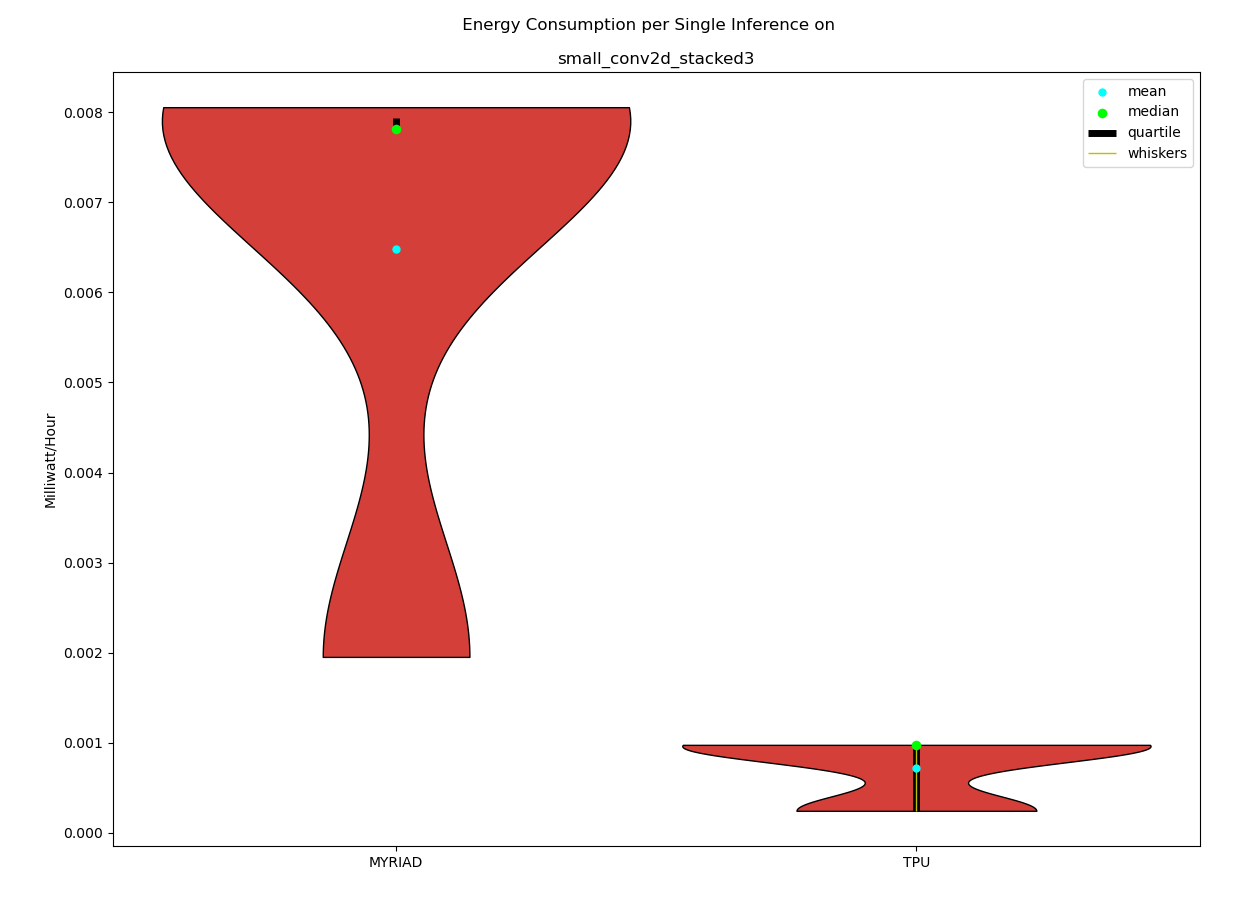 Energy Consumption per Single Inference on
small_conv2d_stacked3
mean
median
quartile
whiskers
0.008
0.007
0.006
0.005
0.004
0.003
0.002
0.001
0.000
Milliwatt/Hour
MYRIAD
TPU